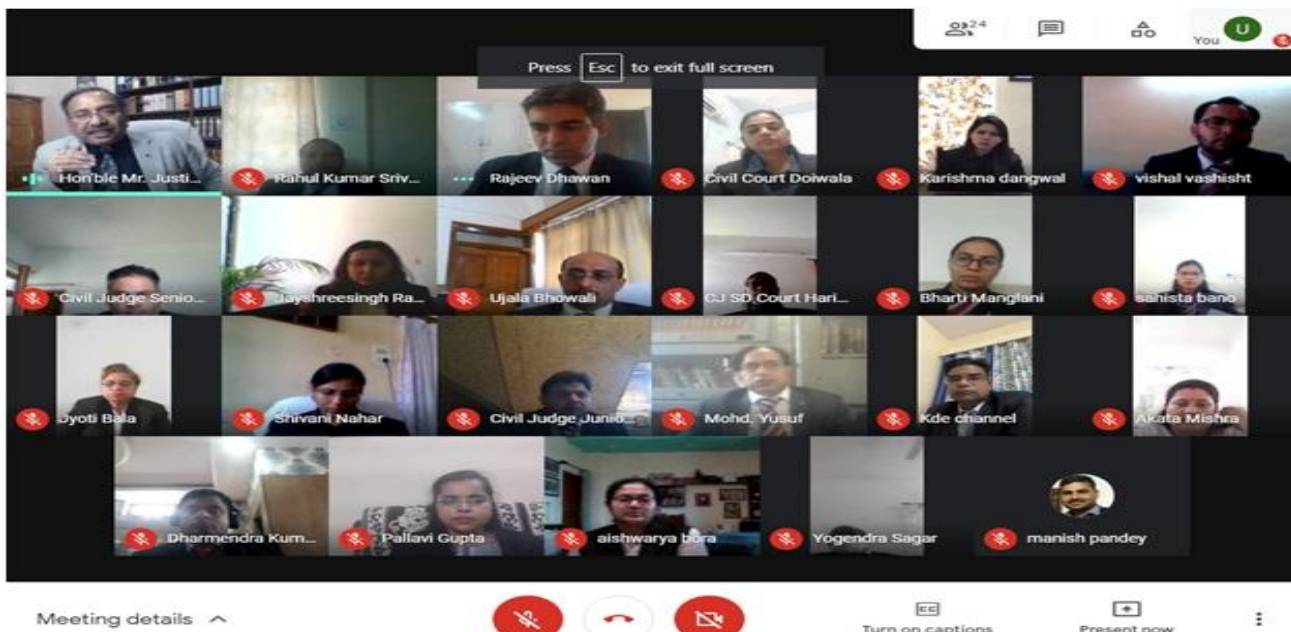 24
You U
Press Esc to exit full screen
Hon'ble Mr. Justi... Rahul Kumar Sriv... Rajeev Dhawan Civil Court Doiwala Karishma dangwal vishal vashisht
Civil Judge Senio... Jayshreesingh Ra... Ujala Bhowali CJ SD Court Hari... Bharti Manglani sahista bano
Jyoti Bala Shivani Nahar Civil Judge Junio... Mohd. Yusuf Kde channel Akata Mishra
Dharmendra Kum... Pallavi Gupta aishwarya bora Yogendra Sagar manish pandey
Meeting details CC Turn on captions Present now